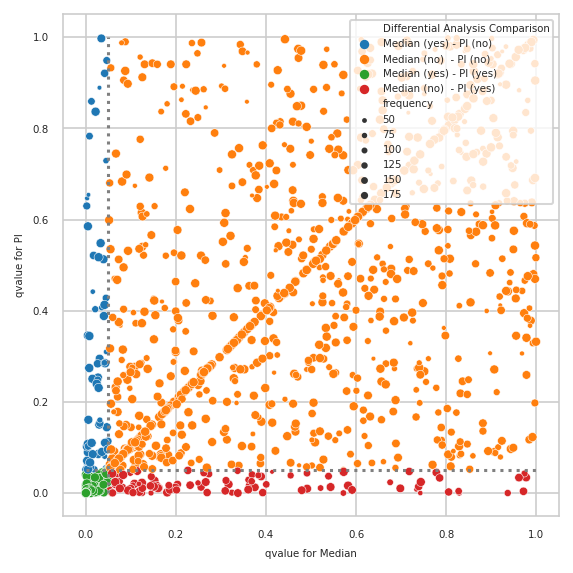 Differential Analysis Comparison
Median (yes) - PI (no)
Median (no)  - PI (no)
Median (yes) - PI (yes)
Median (no)  - PI (yes)
frequency
50
75
100
125
150
175
1.0
0.8
0.6
0.4
0.2
0.0
qvalue for PI
0.0 0.2 0.4 0.6 0.8 1.0
qvalue for Median